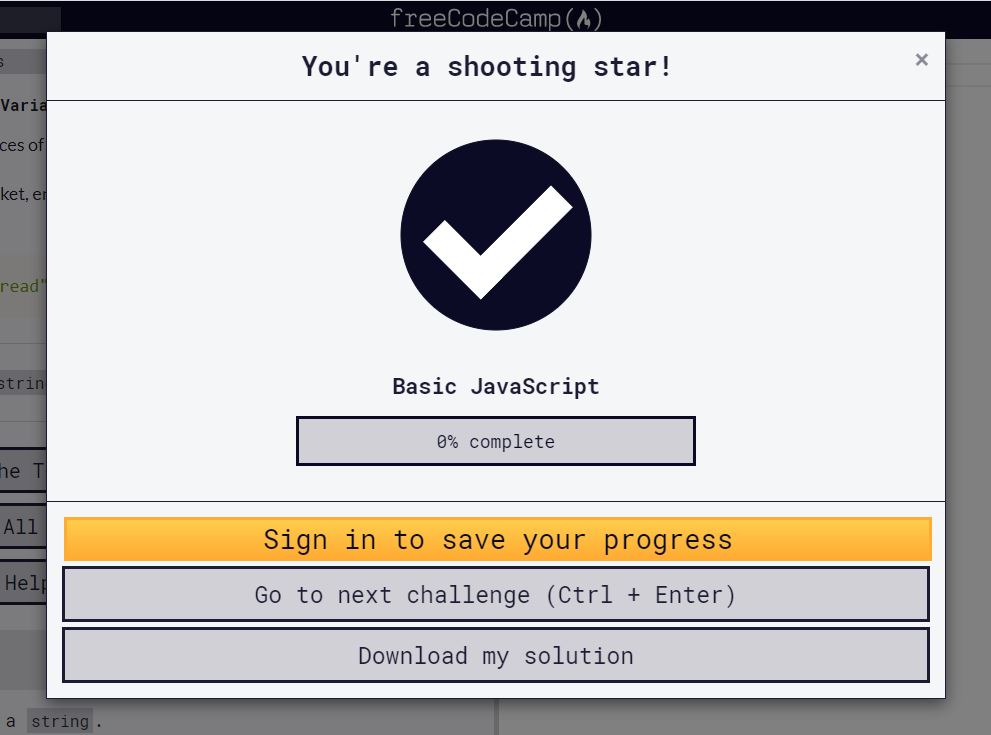 freeCodeCamp
You're a shooting star!
×
s
Varia
ces of
ket, en
read"
strin
he T
All
Help
Basic JavaScript
0% complete
Sign in to save your progress
Go to next challenge (Ctrl + Enter)
Download my solution
a string.